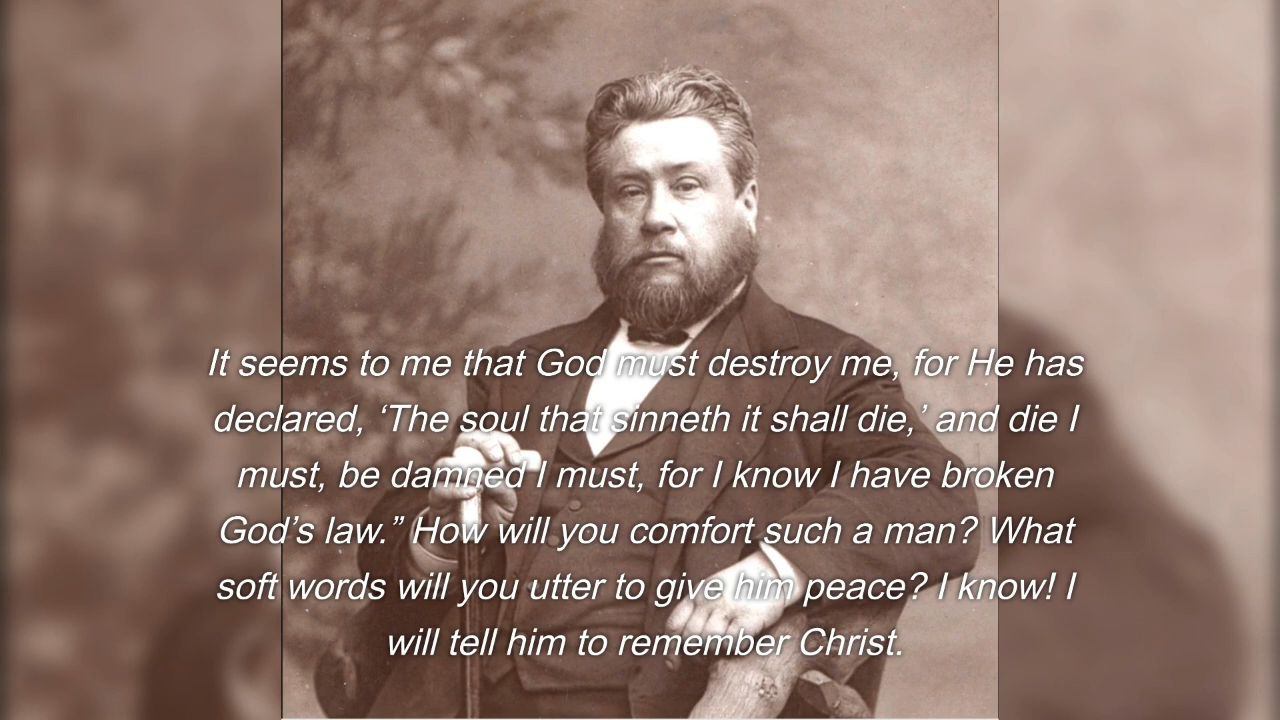 It seems to me that God must destroy me, for He has
declared, ‘The soul that sinneth it shall die,’ and die I
must, be damned I must, for I know I have broken
God’s law.” How will you comfort such a man? What
soft words will you utter to give him peace? I know! I
will tell him to remember Christ.